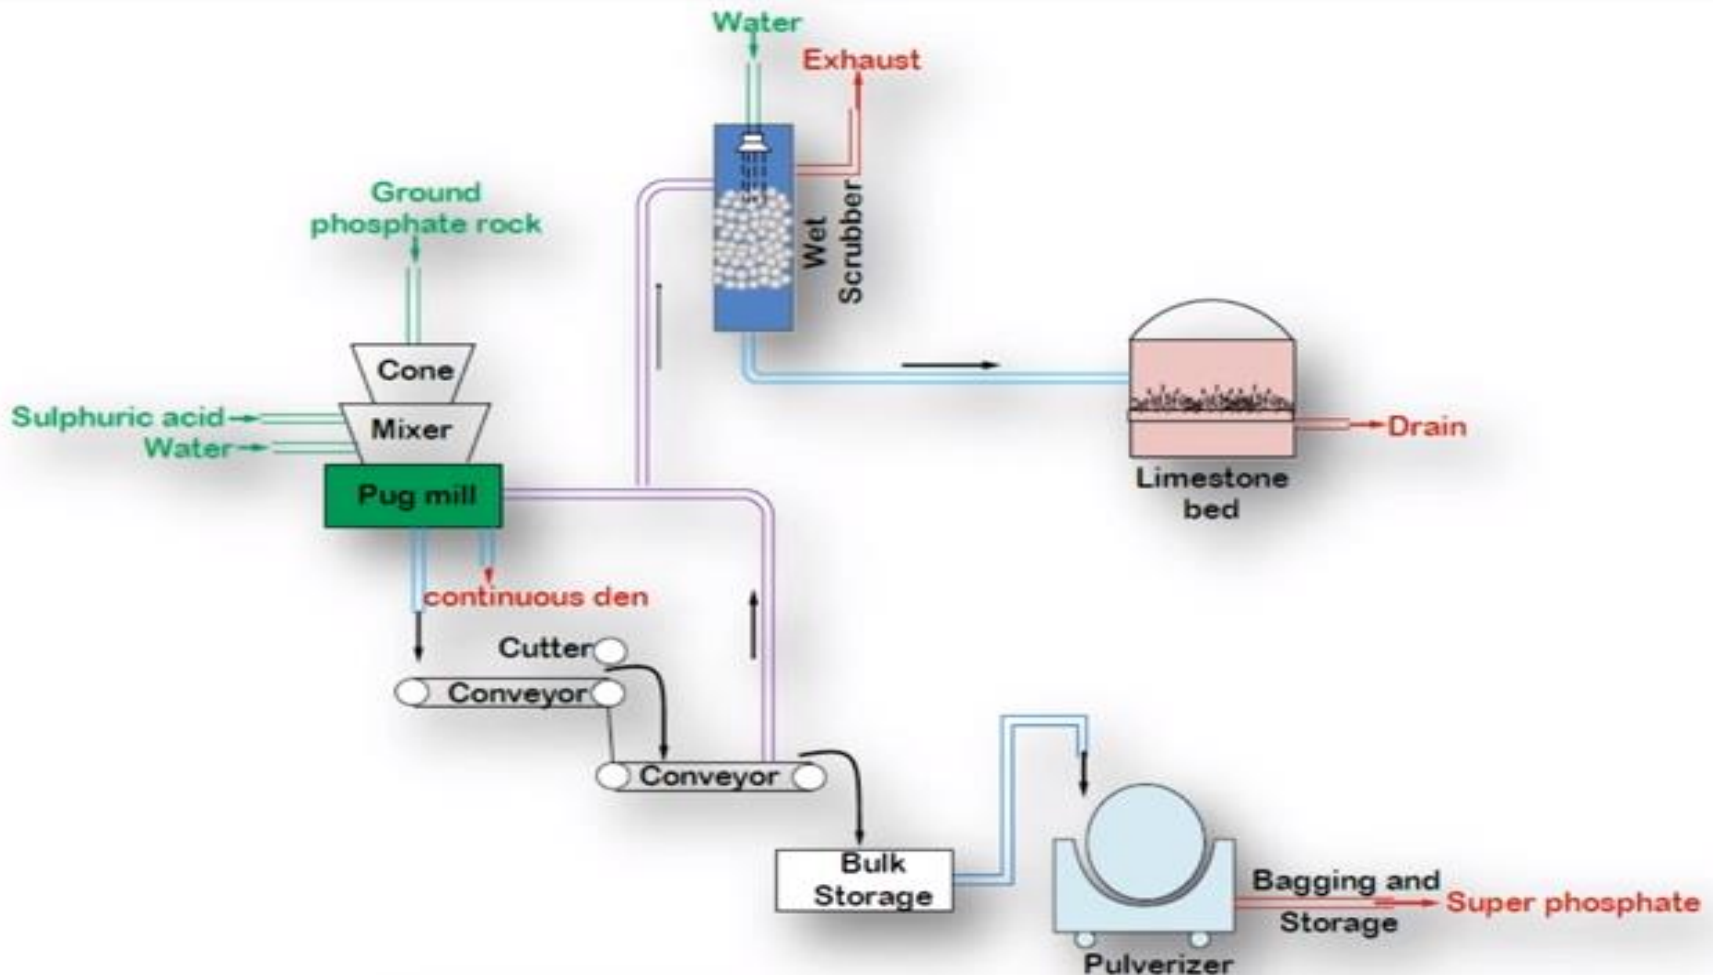 Water
Exhaust
Ground
phosphate rock
Wet
Scrubber
Cone
Sulphuric acid
Mixer
Water
Pug mill
Drain
Limestone
bed
continuous den
Cutter
Conveyor
Conveyor
Bulk
Storage
Bagging and
Storage
Super phosphate
Pulverizer